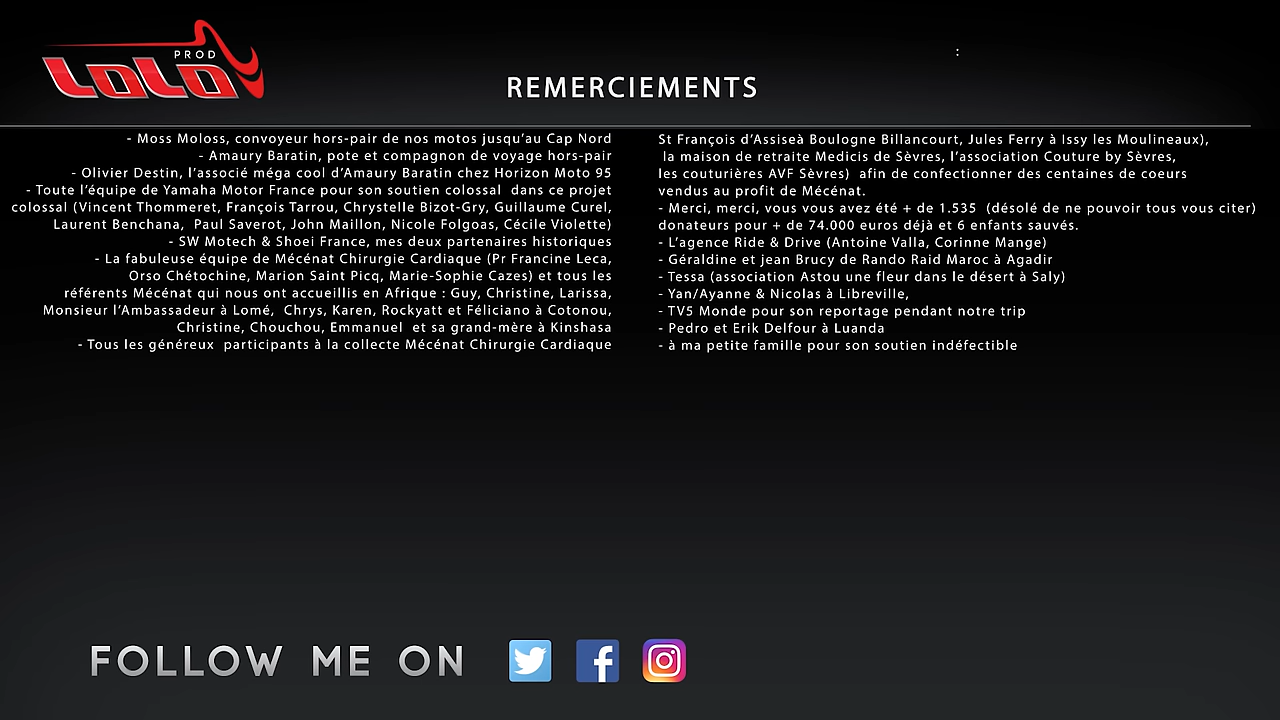 PROD
LOLO
:
REMERCIEMENTS
- Moss Moloss, convoyeur hors-pair de nos motos jusqu'au Cap Nord
- Amaury Baratin, pote et compagnon de voyage hors-pair
- Olivier Destin, l'associé méga cool d'Amaury Baratin chez Horizon Moto 95
- Toute l'équipe de Yamaha Motor France pour son soutien colossal  dans ce projet
colossal (Vincent Thommeret, François Tarrou, Chrystelle Bizot-Gry, Guillaume Curel,
Laurent Benchana,  Paul Saverot, John Maillon, Nicole Folgoas, Cécile Violette)
- SW Motech & Shoei France, mes deux partenaires historiques
- La fabuleuse équipe de Mécénat Chirurgie Cardiaque (Pr Francine Leca,
Orso Chétochine, Marion Saint Picq, Marie-Sophie Cazes) et tous les
référents Mécénat qui nous ont accueillis en Afrique : Guy, Christine, Larissa,
Monsieur l'Ambassadeur à Lomé,  Chrys, Karen, Rockyatt et Féliciano à Cotonou,
Christine, Chouchou, Emmanuel  et sa grand-mère à Kinshasa
- Tous les généreux  participants à la collecte Mécénat Chirurgie Cardiaque
St François d'Assiseà Boulogne Billancourt, Jules Ferry à Issy les Moulineaux),
la maison de retraite Medicis de Sèvres, l'association Couture by Sèvres,
les couturières AVF Sèvres)  afin de confectionner des centaines de coeurs
vendus au profit de Mécénat.
- Merci, merci, vous vous avez été + de 1.535  (désolé de ne pouvoir tous vous citer)
donateurs pour + de 74.000 euros déjà et 6 enfants sauvés.
- L'agence Ride & Drive (Antoine Valla, Corinne Mange)
- Géraldine et jean Brucy de Rando Raid Maroc à Agadir
- Tessa (association Astou une fleur dans le désert à Saly)
- Yan/Ayanne & Nicolas à Libreville,
- TV5 Monde pour son reportage pendant notre trip
- Pedro et Erik Delfour à Luanda
- à ma petite famille pour son soutien indéfectible
FOLLOW ME ON